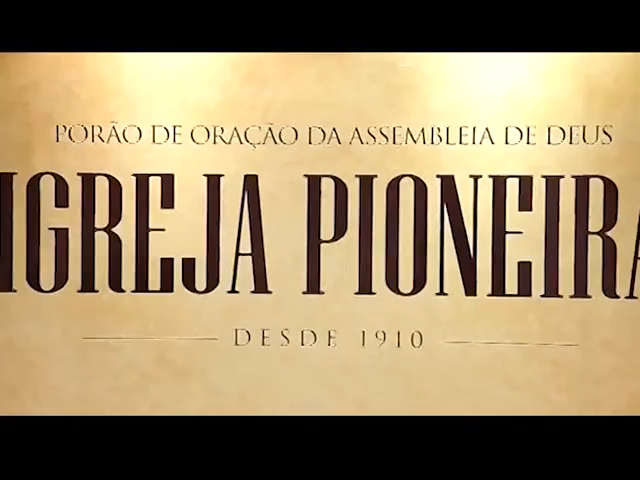 PORÃO DE ORAÇÃO DA ASSEMBLEIA DE DEUS
IGREJA PIONEIRA
DESDE 1910